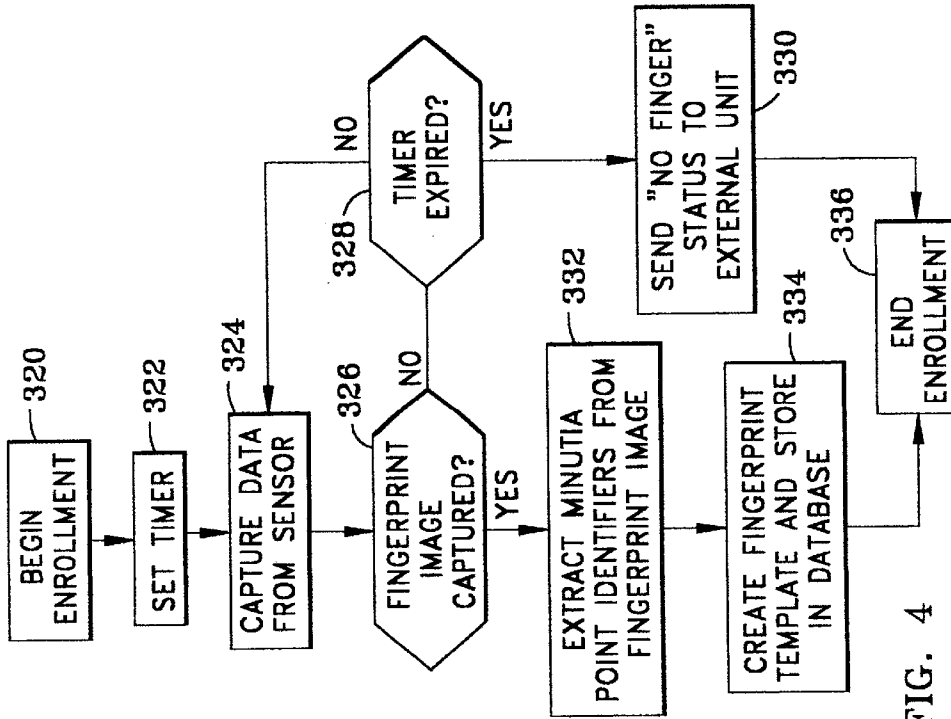 320
BEGIN
ENROLLMENT
322
SET TIMER
324
CAPTURE DATA
FROM SENSOR
326
FINGERPRINT
IMAGE
CAPTURED?
NO
YES
328
TIMER
EXPIRED?
NO
YES
332
EXTRACT MINUTIA
POINT IDENTIFIERS FROM
FINGERPRINT IMAGE
330
SEND "NO FINGER"
STATUS TO
EXTERNAL UNIT
334
CREATE FINGERPRINT
TEMPLATE AND STORE
IN DATABASE
336
END
ENROLLMENT
FIG. 4